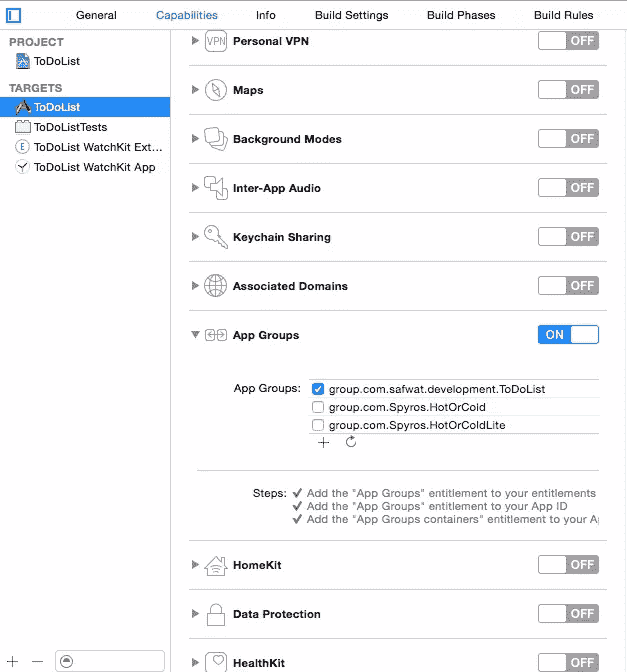 General Capabilities Info Build Settings Build Phases Build Rules
PROJECT
ToDoList
TARGETS
ToDoList
ToDoListTests
E ToDoList WatchKit Ext...
ToDoList WatchKit App
VPN Personal VPN OFF
Maps OFF
Background Modes OFF
Inter-App Audio OFF
Keychain Sharing OFF
Associated Domains OFF
App Groups ON
App Groups: group.com.safwat.development.ToDoList
group.com.Spyros.HotOrCold
group.com.Spyros.HotOrColdLite
Steps: Add the "App Groups" entitlement to your entitlements
Add the "App Groups" entitlement to your App ID
Add the "App Groups containers" entitlement to your A
HomeKit OFF
Data Protection OFF
HealthKit OFF